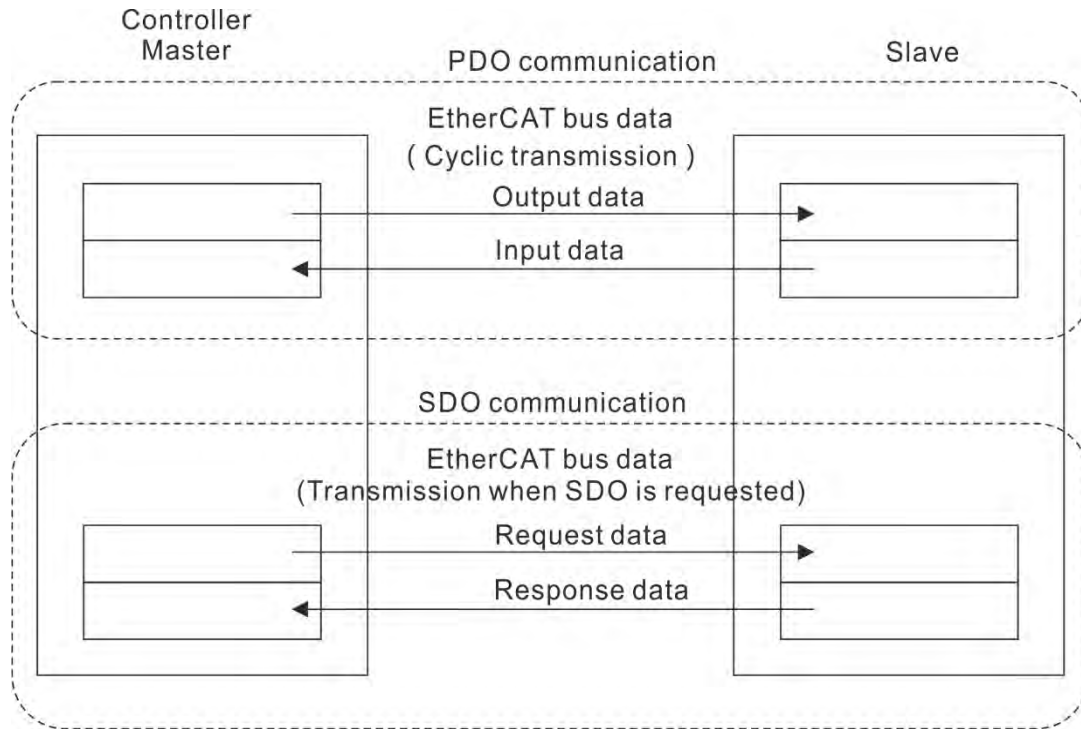 Controller
Master
Slave
PDO communication
EtherCAT bus data
( Cyclic transmission )
Output data
Input data
SDO communication
EtherCAT bus data
(Transmission when SDO is requested)
Request data
Response data